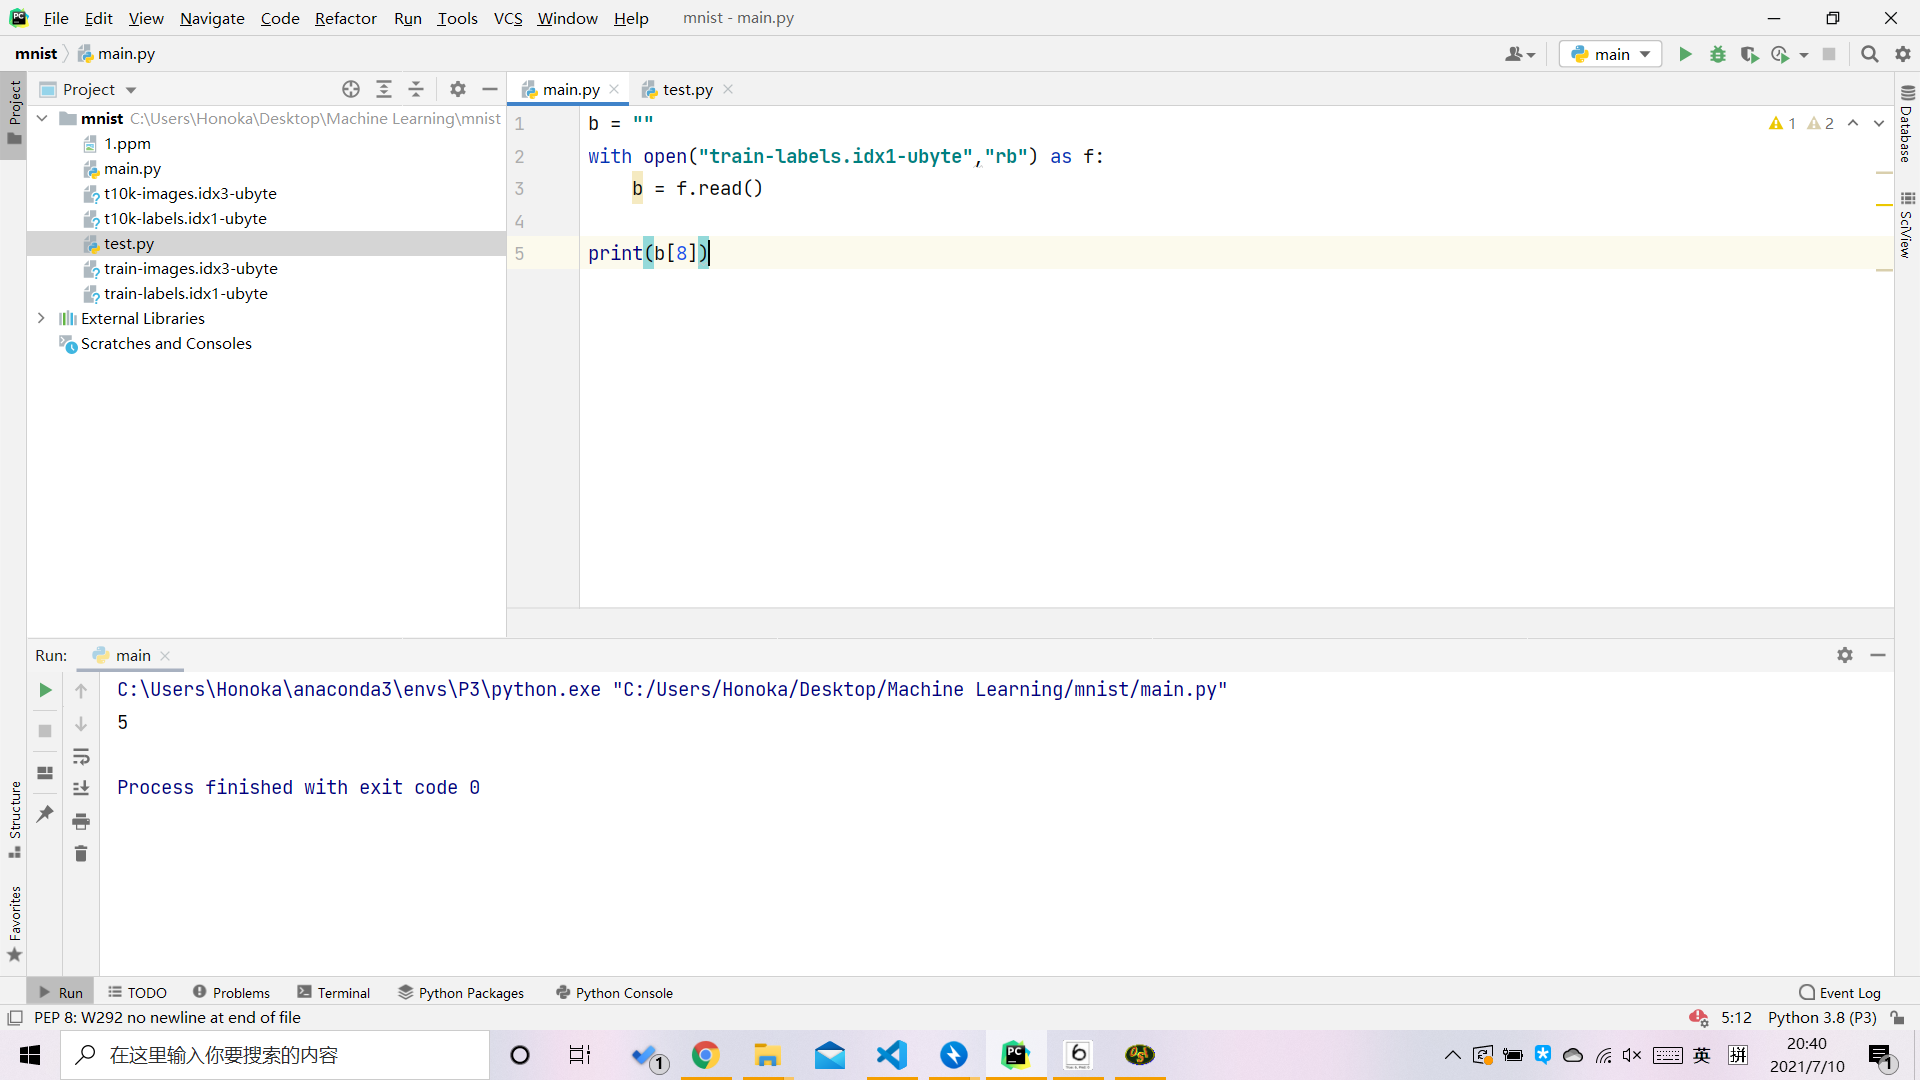 File Edit View Navigate Code Refactor Run Tools VCS Window Help mnist - main.py
mnist main.py
main
Project
Project
main.py
test.py
mnist C:\Users\Honoka\Desktop\Machine Learning\mnist
1.ppm
main.py
t10k-images.idx3-ubyte
t10k-labels.idx1-ubyte
test.py
train-images.idx3-ubyte
train-labels.idx1-ubyte
External Libraries
Scratches and Consoles
1 b = ""
2 with open("train-labels.idx1-ubyte","rb") as f:
3 b = f.read()
4
5 print(b[8])
1 2
Database
SciView
Run: main
C:\Users\Honoka\anaconda3\envs\P3\python.exe "C:/Users/Honoka/Desktop/Machine Learning/mnist/main.py"
5
Process finished with exit code 0
Structure
Favorites
Run TODO Problems Terminal Python Packages Python Console Event Log
PEP 8: W292 no newline at end of file 5:12 Python 3.8 (P3)
在这里输入你要搜索的内容
1
PC
6
英
拼
20:40
2021/7/10
1